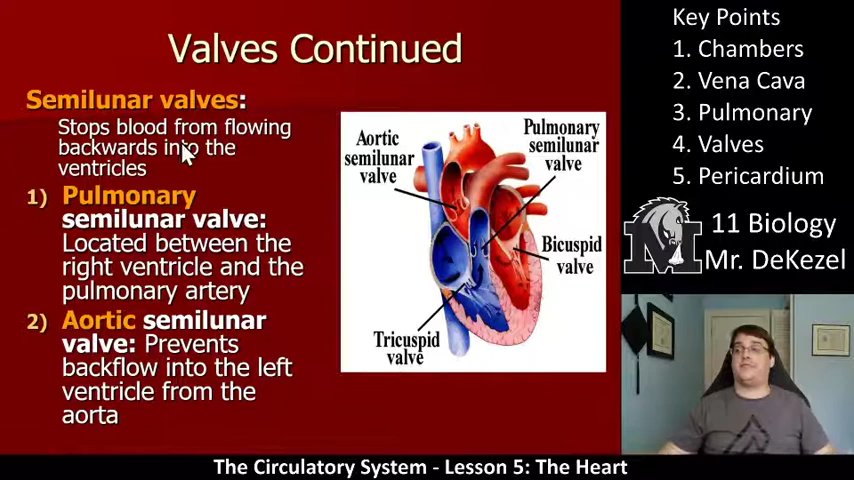 Valves Continued
Semilunar valves:
Stops blood from flowing
backwards into the
ventricles
1) Pulmonary
semilunar valve:
Located between the
right ventricle and the
pulmonary artery
2) Aortic semilunar
valve: Prevents
backflow into the left
ventricle from the
aorta
Aortic
semilunar
valve
Pulmonary
semilunar
valve
Bicuspid
valve
Tricuspid
valve
Key Points
1. Chambers
2. Vena Cava
3. Pulmonary
4. Valves
5. Pericardium
M
11 Biology
Mr. DeKezel
The Circulatory System - Lesson 5: The Heart